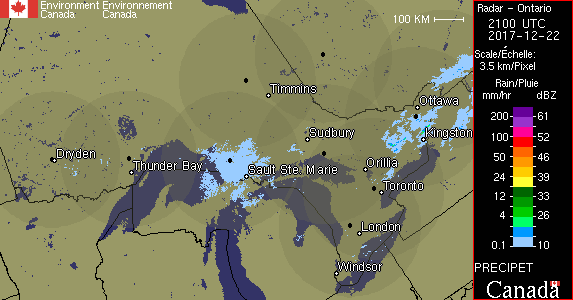 Environment Environnement
Canada Canada
100 KM
Timmins
Ottawa
Sudbury
Kingston
Dryden
Thunder Bay
Sault Ste. Marie
Orillia
Toronto
London
Windsor
Radar - Ontario
2100 UTC
2017-12-22
Scale/Échelle:
3.5 km/Pixel
Rain/Pluie
mm/hr dBZ
200 61
100 52
50 46
24 39
12 33
4 26
0.1 10
PRECIPET
Canada